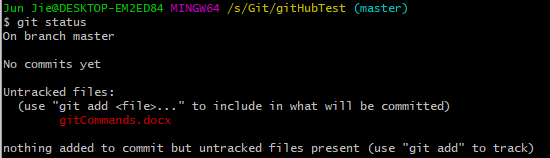 Jun Jie@DESKTOP-EM2ED84 MINGW64 /s/Git/gitHubTest (master)
$ git status
On branch master
No commits yet
Untracked files:
(use "git add <file>..." to include in what will be committed)
gitCommands.docx
nothing added to commit but untracked files present (use "git add" to track)